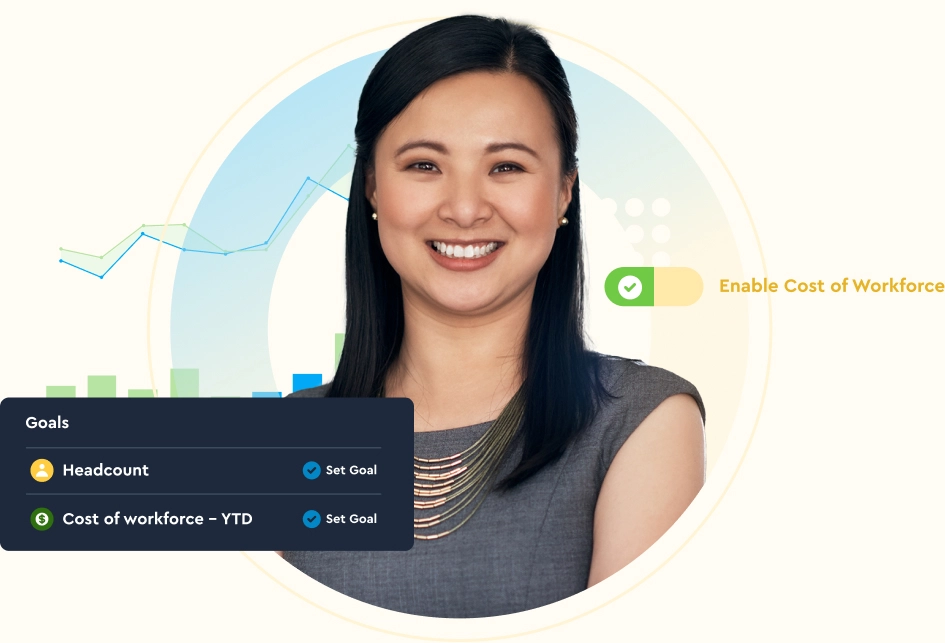 Enable Cost of Workforce
Goals
Headcount
Set Goal
Cost of workforce – YTD
Set Goal